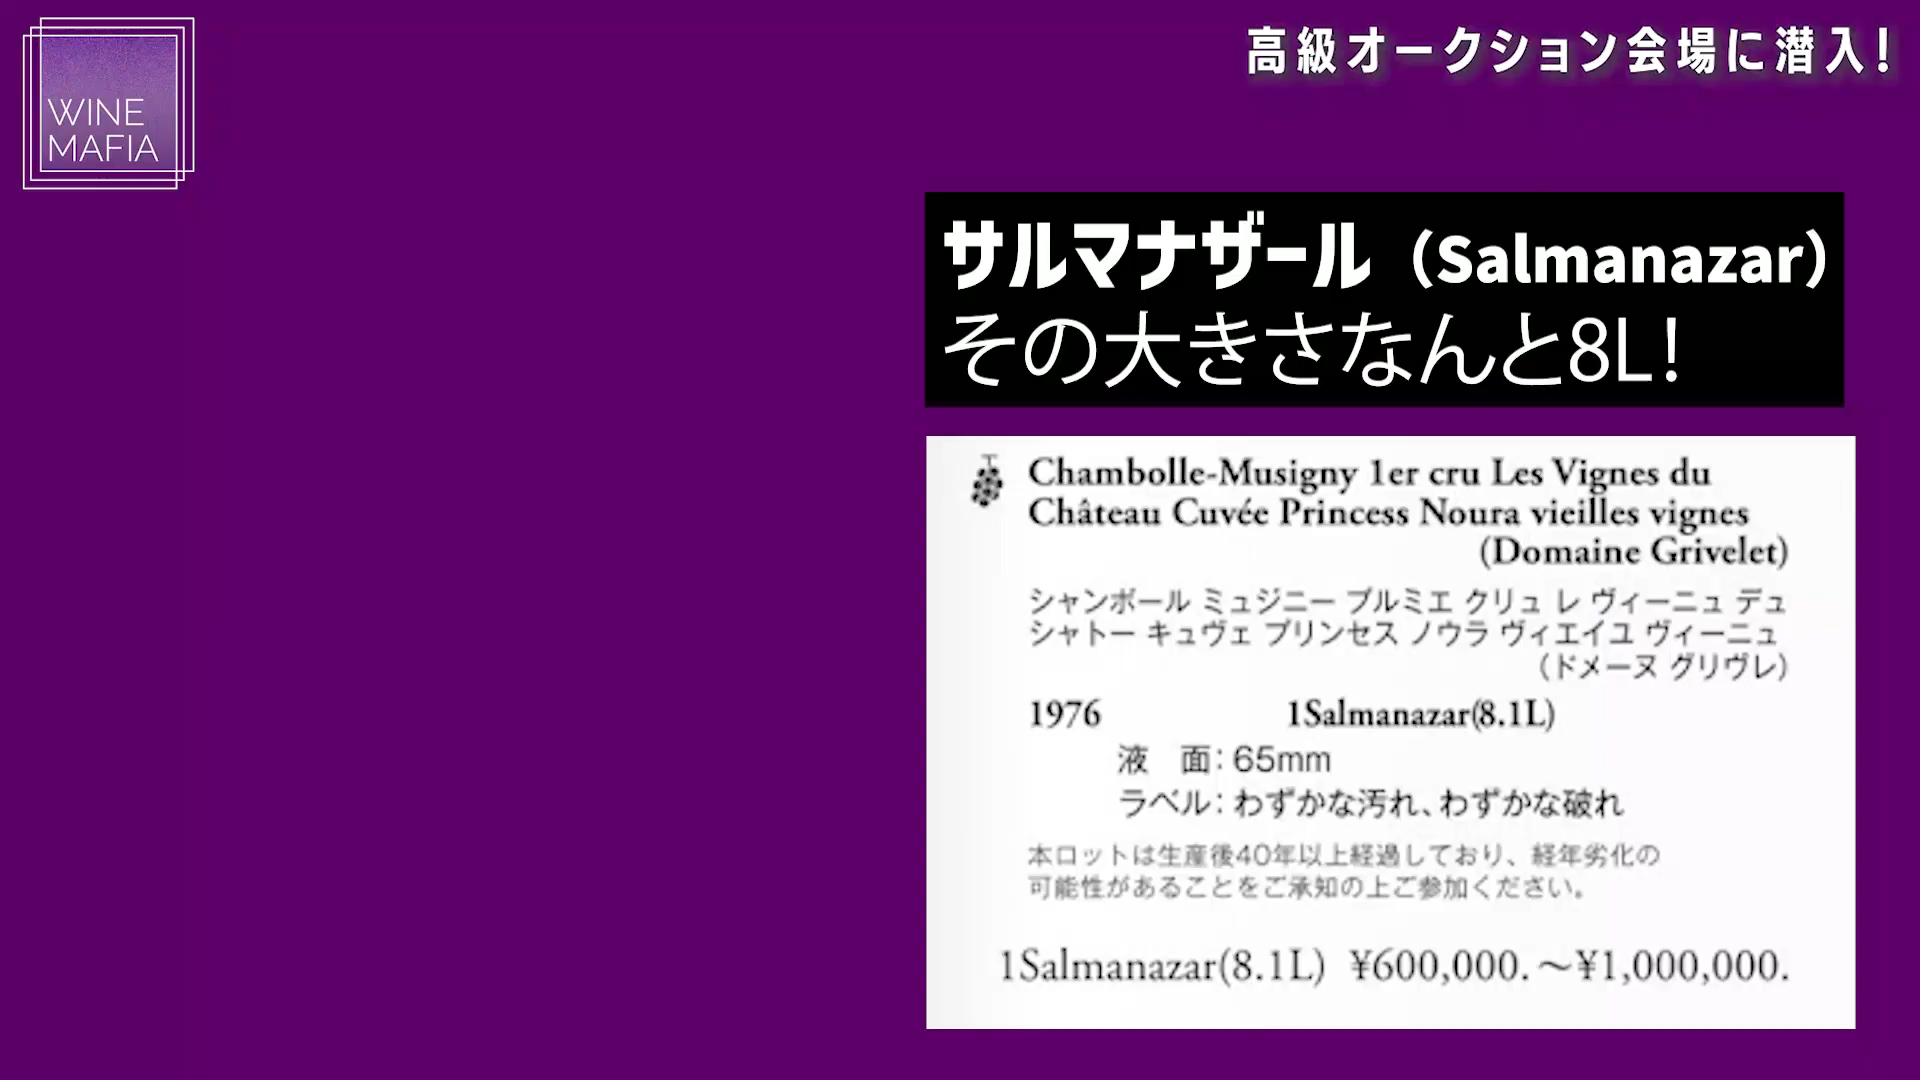 WINE
MAFIA
高級オークション会場に潜入!
サルマナザール（Salmanazar）
その大きさなんと8L!
Chambolle-Musigny 1er cru Les Vignes du
Château Cuvée Princess Noura vieilles vignes
(Domaine Grivelet)
シャンボール ミュジニー プルミエ クリュ レ ヴィーニュ デュ
シャトー キュヴェ プリンセス ノウラ ヴィエイユ ヴィーニュ
（ドメーヌ グリヴレ）
1976 1Salmanazar(8.1L)
液 面：65mm
ラベル：わずかな汚れ、わずかな破れ
本ロットは生産後40年以上経過しており、経年劣化の
可能性があることをご承知の上ご参加ください。
1Salmanazar(8.1L) ¥600,000.～¥1,000,000.